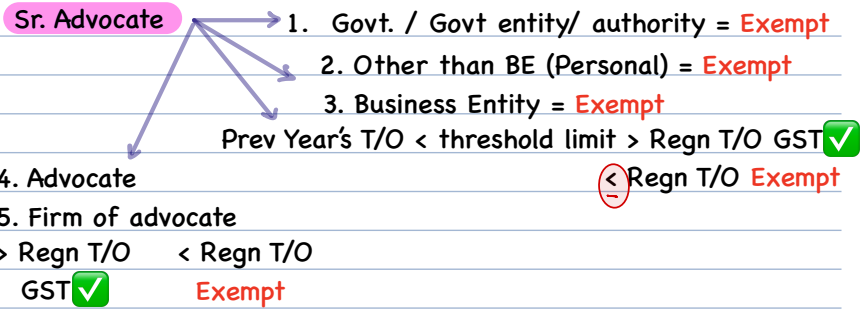 Sr. Advocate 1. Govt. / Govt entity/ authority = Exempt
2. Other than BE (Personal) = Exempt
3. Business Entity = Exempt
Prev Year's T/O < threshold limit > Regn T/O GST ✅
4. Advocate < Regn T/O Exempt
5. Firm of advocate
> Regn T/O < Regn T/O
GST ✅ Exempt